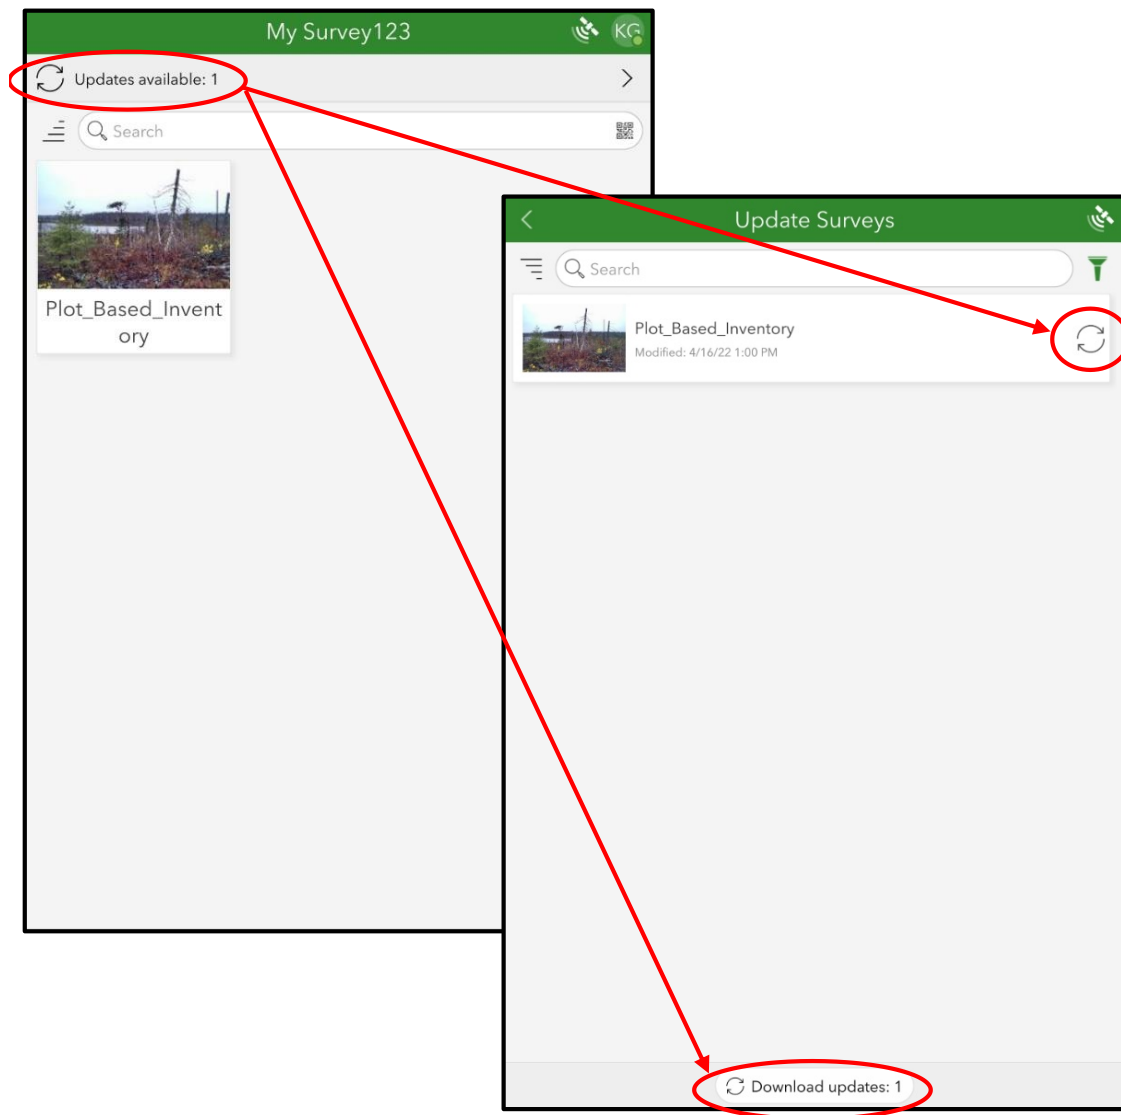 My Survey123
KG
Updates available: 1
Search
Plot_Based_Invent
ory
Update Surveys
Search
Plot_Based_Inventory
Modified: 4/16/22 1:00 PM
Download updates: 1